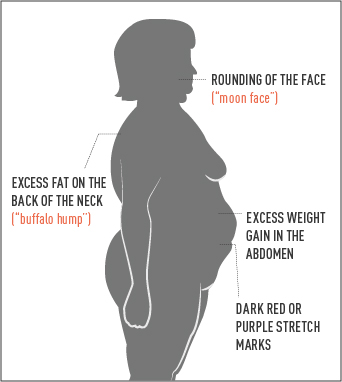 ROUNDING OF THE FACE
("moon face")
EXCESS FAT ON THE
BACK OF THE NECK
("buffalo hump")
EXCESS WEIGHT
GAIN IN THE
ABDOMEN
DARK RED OR
PURPLE STRETCH
MARKS